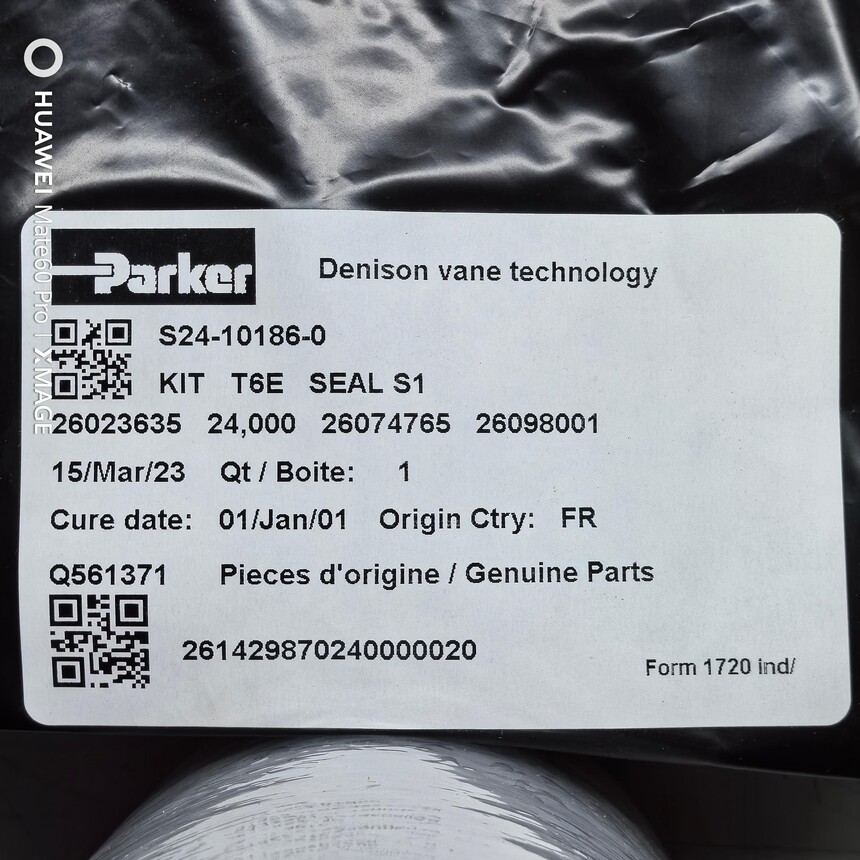 HUAWEI Mate60 Pro | XMAGE
Parker
Denison vane technology
S24-10186-0
KIT T6E SEAL S1
26023635 24,000 26074765 26098001
15/Mar/23 Qt / Boite: 1
Cure date: 01/Jan/01 Origin Ctry: FR
Q561371 Pieces d'origine / Genuine Parts
261429870240000020
Form 1720 ind/